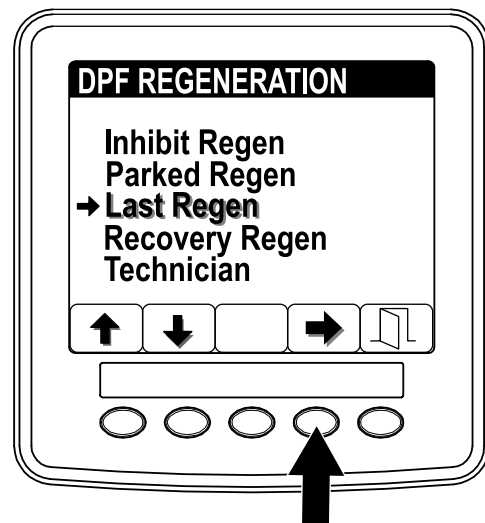 DPF REGENERATION
Inhibit Regen
Parked Regen
Last Regen
Recovery Regen
Technician